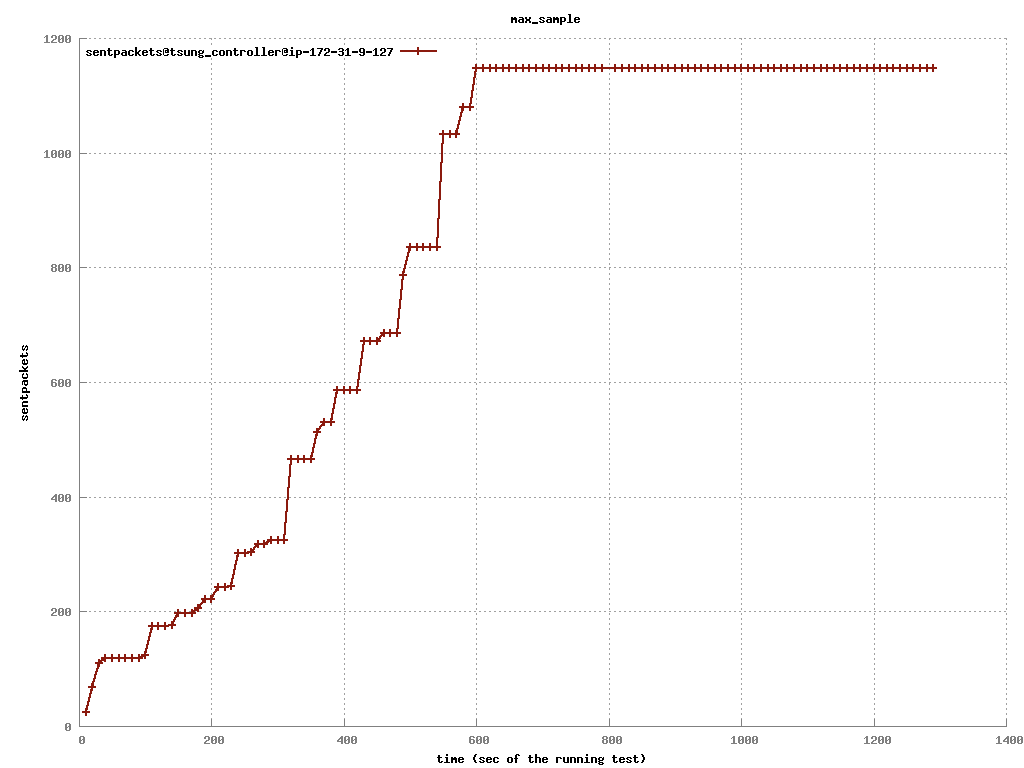 max_sample
sentpackets@tsung_controller@ip-172-31-9-127
1200
1000
800
600
400
200
0
sentpackets
0 200 400 600 800 1000 1200 1400
time (sec of the running test)